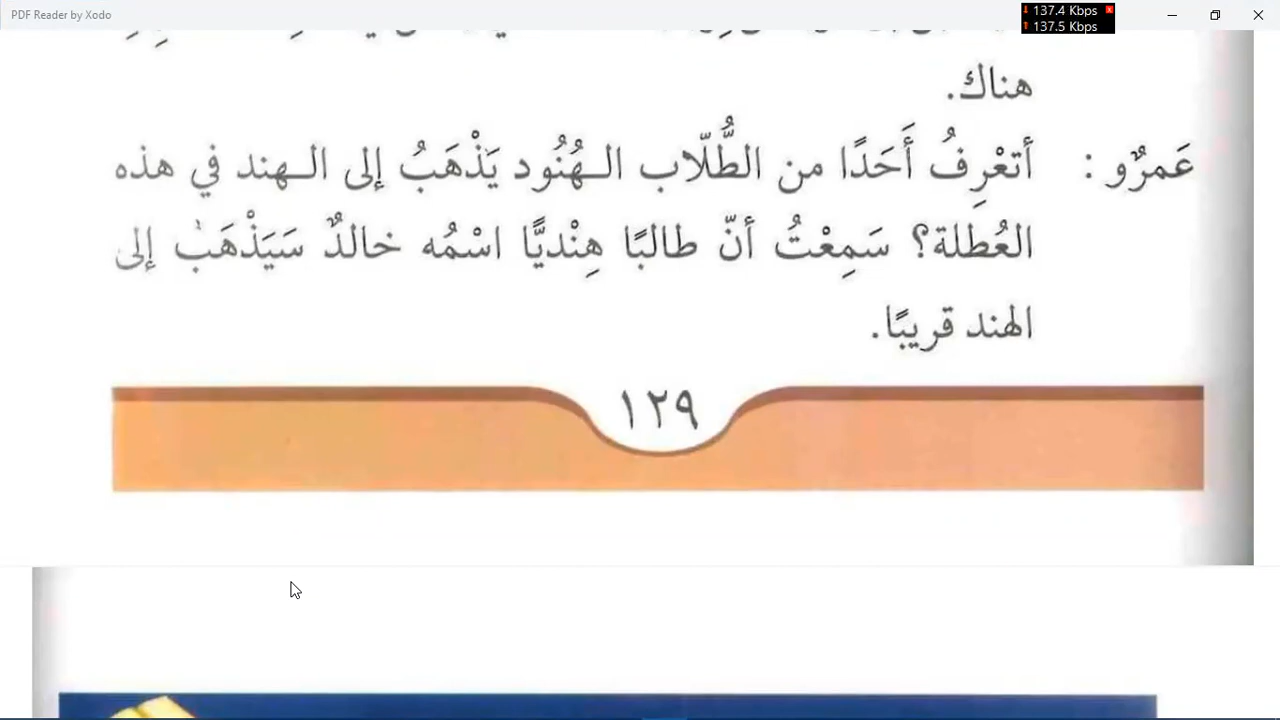 PDF Reader by Xodo
137.4 Kbps
137.5 Kbps
هناك.
عَمرٌو : أتعْرِفُ أَحَدًا من الطُّلّاب الـهُنُود يَذْهَبُ إلى الـهند في هذه
العُطلة؟ سَمِعْتُ أنّ طالبًا هِنْديًّا اسْمُه خالدٌ سَيَذْهَبُ إلى
الهند قريبًا.
١٢٩